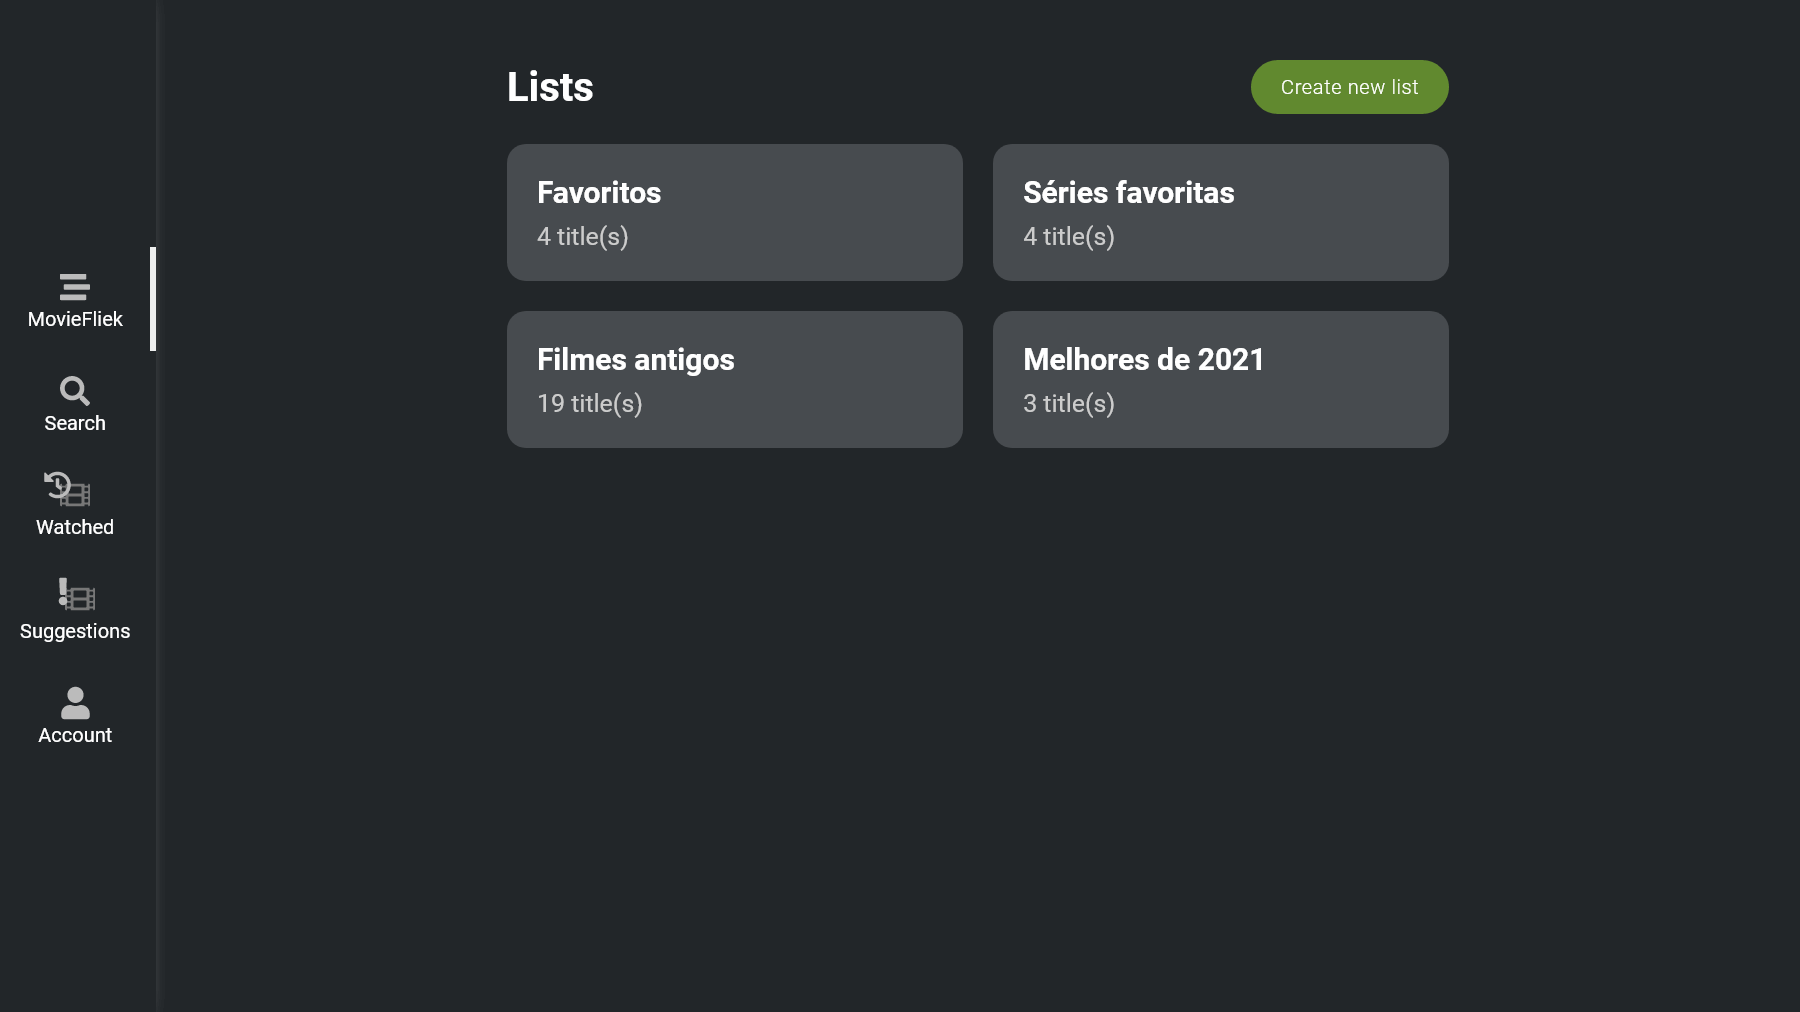 MovieFliek
Search
Watched
Suggestions
Account
Lists
Create new list
Favoritos
4 title(s)
Séries favoritas
4 title(s)
Filmes antigos
19 title(s)
Melhores de 2021
3 title(s)